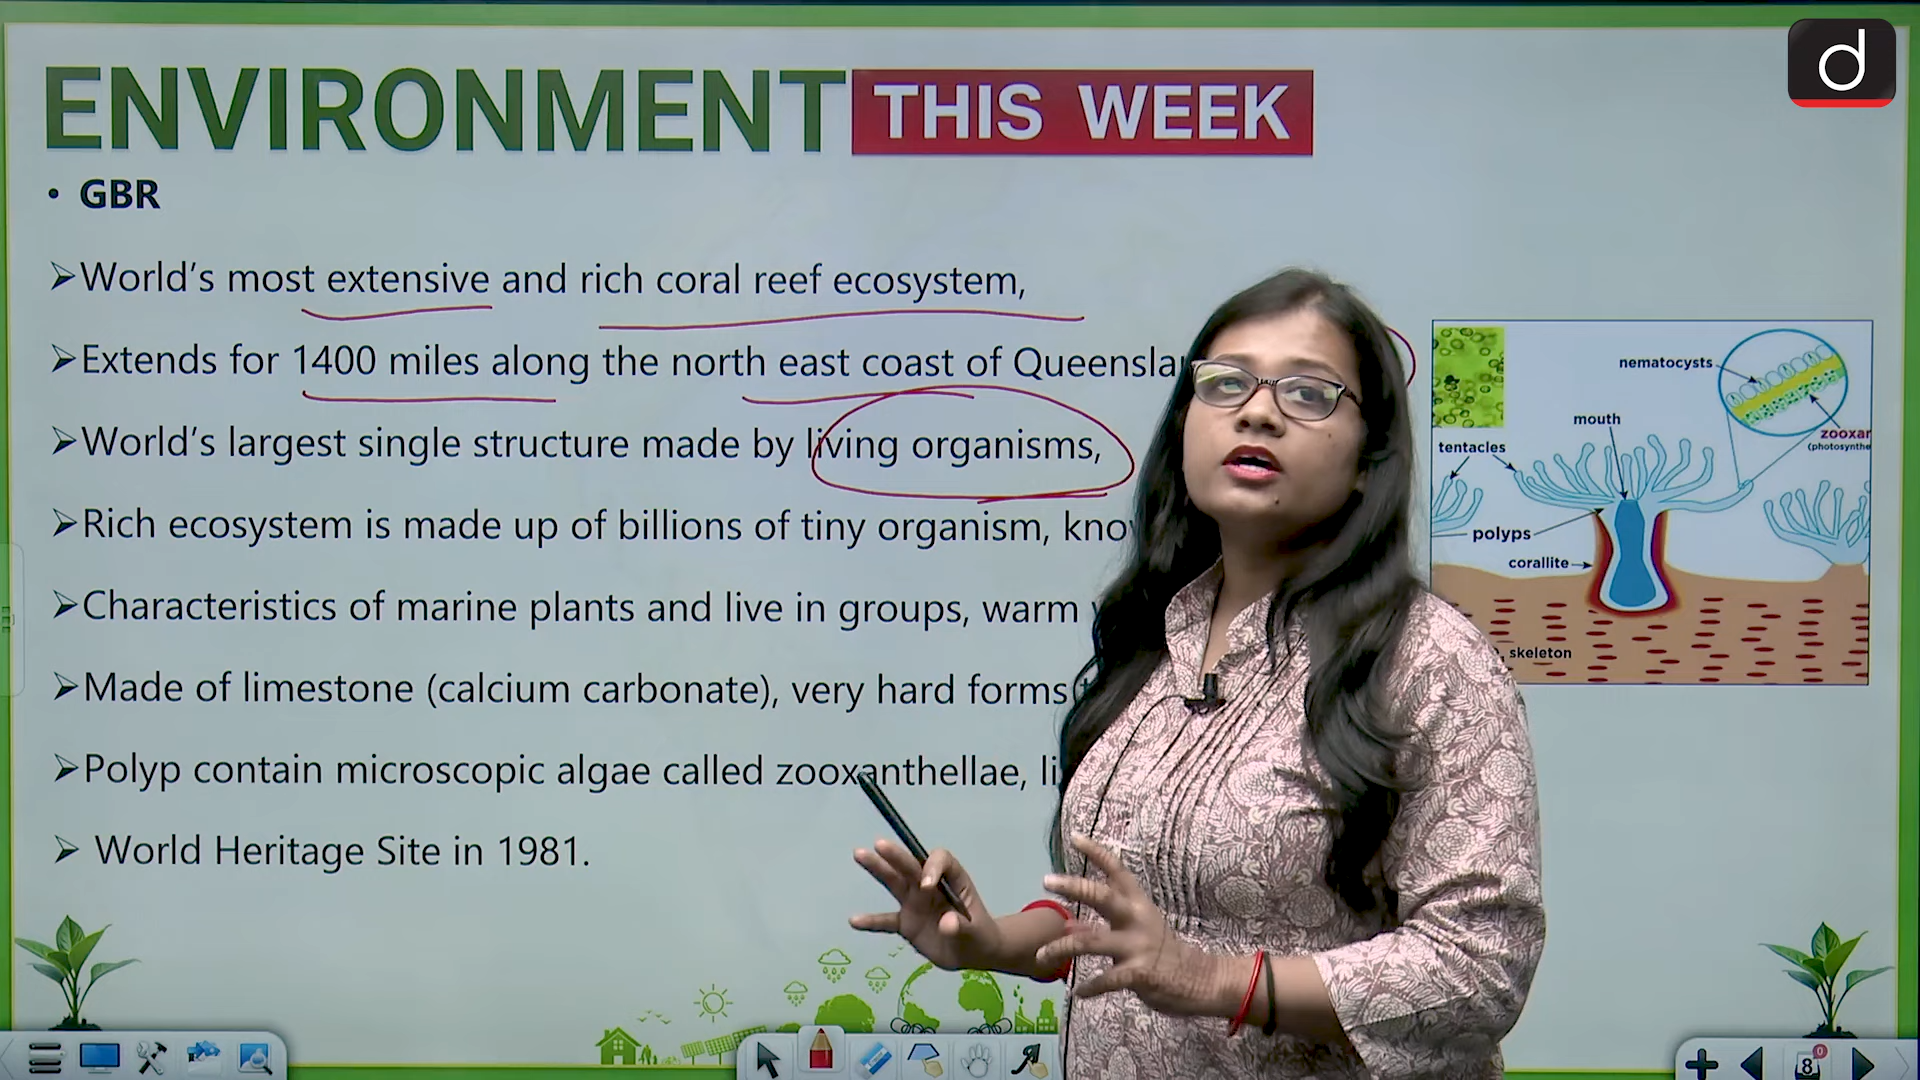 ENVIRONMENT THIS WEEK
d
• GBR
➢World's most extensive and rich coral reef ecosystem,
➢Extends for 1400 miles along the north east coast of
➢World's largest single structure made by living organisms,
➢Rich ecosystem is made up of billions of tiny organism,
➢Characteristics of marine plants and live in groups, warm
➢Made of limestone (calcium carbonate), very hard forms
➢Polyp contain microscopic algae called zooxanthellae,
➢ World Heritage Site in 1981.
nematocysts
mouth
zooxan
tentacles
polyps
corallite
skeleton
8
0